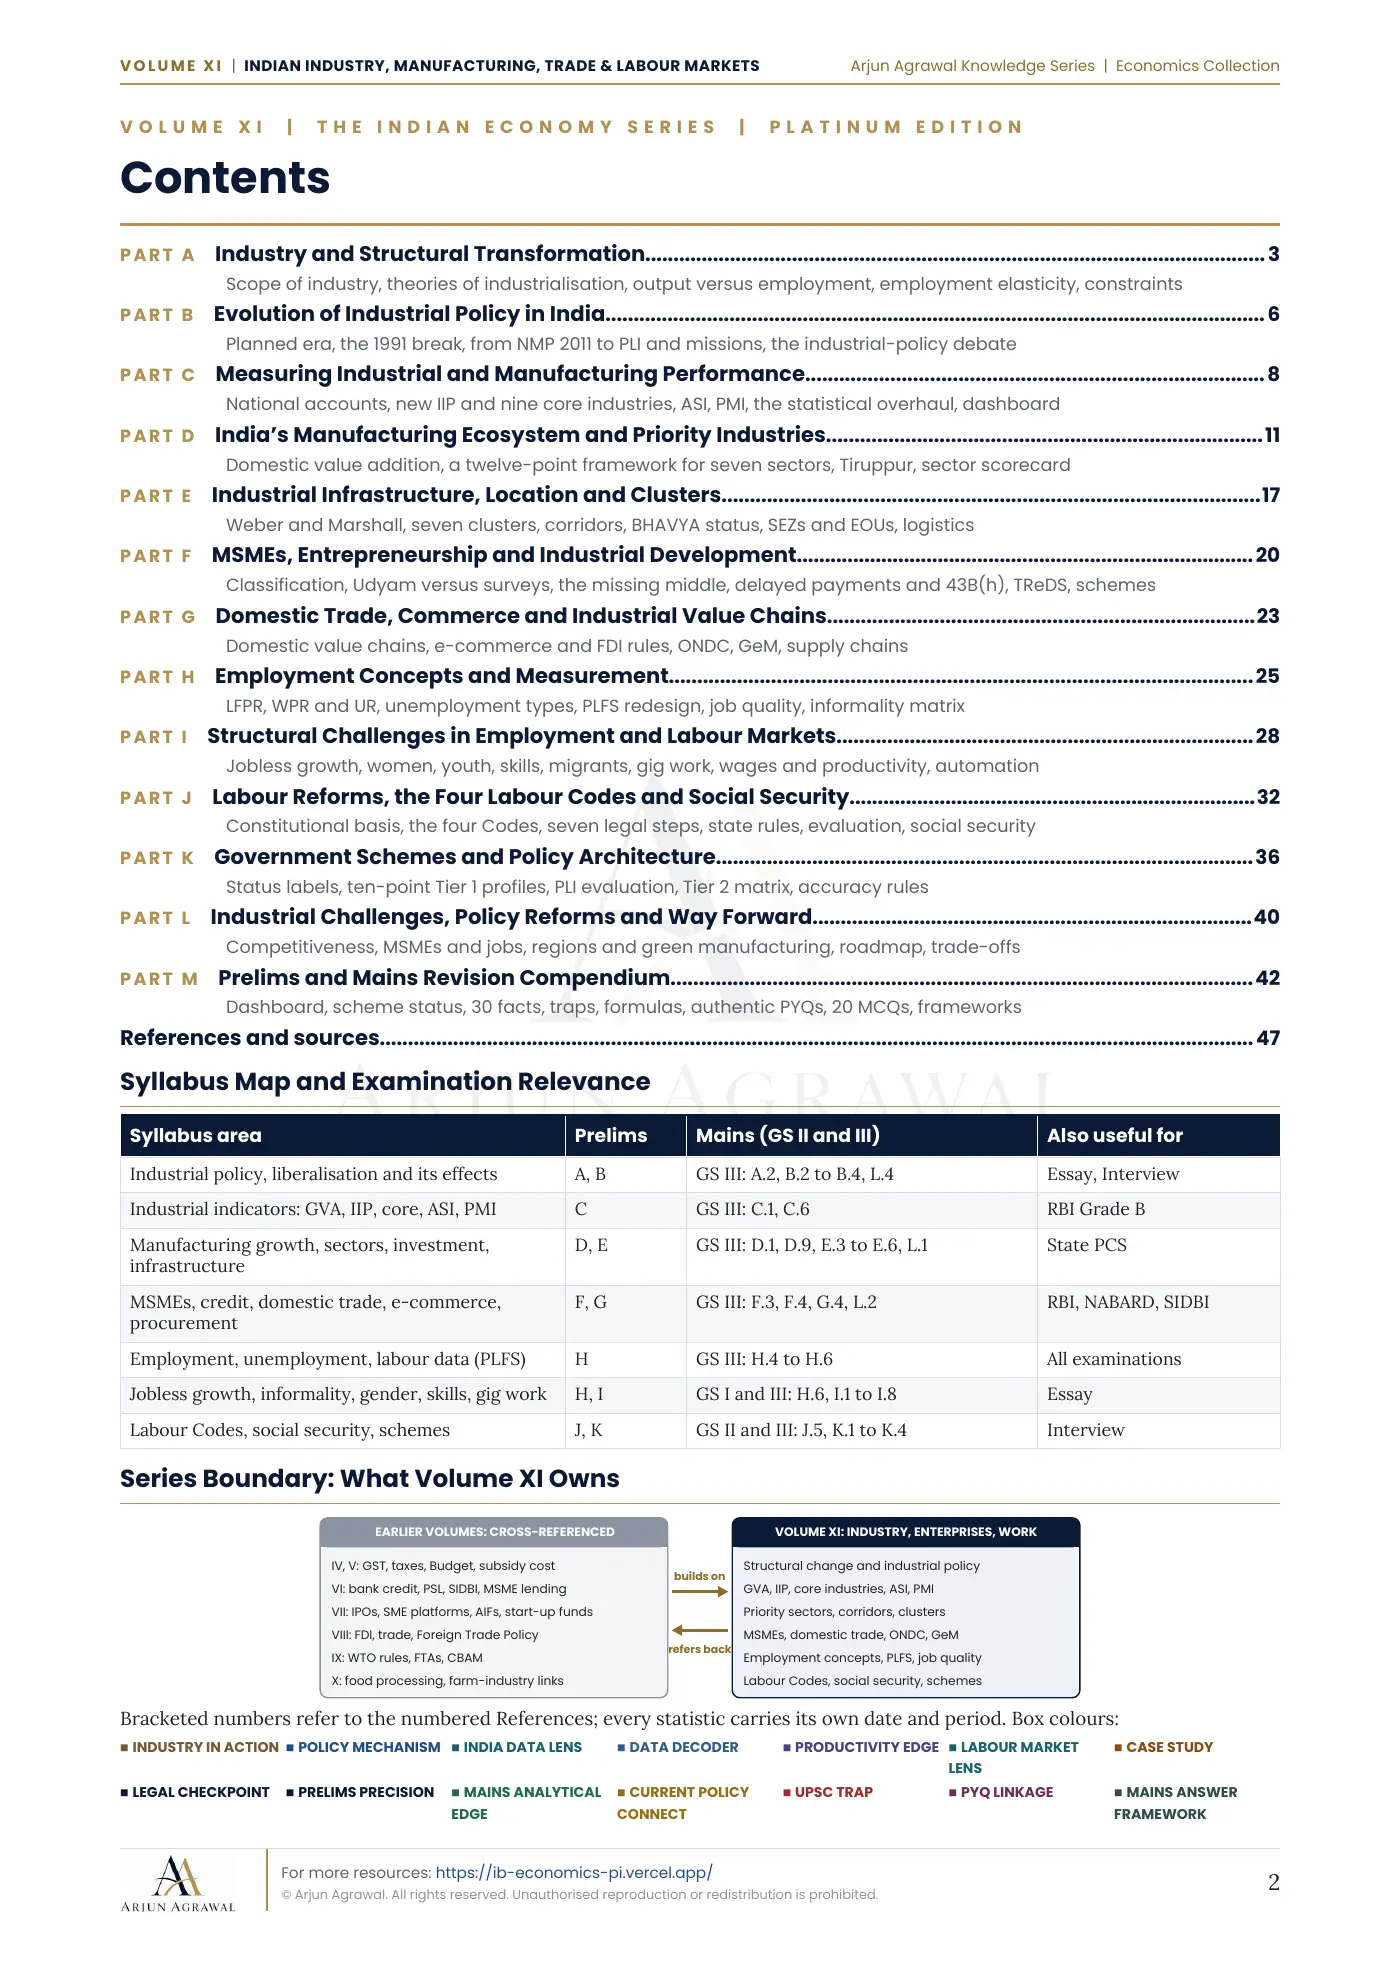 VOLUME XI | INDIAN INDUSTRY, MANUFACTURING, TRADE & LABOUR MARKETS
Arjun Agrawal Knowledge Series | Economics Collection
VOLUME XI | THE INDIAN ECONOMY SERIES | PLATINUM EDITION
Contents
PART A Industry and Structural Transformation 3
Scope of industry, theories of industrialisation, output versus employment, employment elasticity, constraints
PART B Evolution of Industrial Policy in India 6
Planned era, the 1991 break, from NMP 2011 to PLI and missions, the industrial-policy debate
PART C Measuring Industrial and Manufacturing Performance 8
National accounts, new IIP and nine core industries, ASI, PMI, the statistical overhaul, dashboard
PART D India's Manufacturing Ecosystem and Priority Industries 11
Domestic value addition, a twelve-point framework for seven sectors, Tiruppur, sector scorecard
PART E Industrial Infrastructure, Location and Clusters 17
Weber and Marshall, seven clusters, corridors, BHAVYA status, SEZs and EOUs, logistics
PART F MSMEs, Entrepreneurship and Industrial Development 20
Classification, Udyam versus surveys, the missing middle, delayed payments and 43B(h), TReDS, schemes
PART G Domestic Trade, Commerce and Industrial Value Chains 23
Domestic value chains, e-commerce and FDI rules, ONDC, GeM, supply chains
PART H Employment Concepts and Measurement 25
LFPR, WPR and UR, unemployment types, PLFS redesign, job quality, informality matrix
PART I Structural Challenges in Employment and Labour Markets 28
Jobless growth, women, youth, skills, migrants, gig work, wages and productivity, automation
PART J Labour Reforms, the Four Labour Codes and Social Security 32
Constitutional basis, the four Codes, seven legal steps, state rules, evaluation, social security
PART K Government Schemes and Policy Architecture 36
Status labels, ten-point Tier 1 profiles, PLI evaluation, Tier 2 matrix, accuracy rules
PART L Industrial Challenges, Policy Reforms and Way Forward 40
Competitiveness, MSMEs and jobs, regions and green manufacturing, roadmap, trade-offs
PART M Prelims and Mains Revision Compendium 42
Dashboard, scheme status, 30 facts, traps, formulas, authentic PYQs, 20 MCQs, frameworks
References and sources 47
Syllabus Map and Examination Relevance
Syllabus area Prelims Mains (GS II and III) Also useful for
Industrial policy, liberalisation and its effects A, B GS III: A.2, B.2 to B.4, L.4 Essay, Interview
Industrial indicators: GVA, IIP, core, ASI, PMI C GS III: C.1, C.6 RBI Grade B
Manufacturing growth, sectors, investment, infrastructure D, E GS III: D.1, D.9, E.3 to E.6, L.1 State PCS
MSMEs, credit, domestic trade, e-commerce, procurement F, G GS III: F.3, F.4, G.4, L.2 RBI, NABARD, SIDBI
Employment, unemployment, labour data (PLFS) H GS III: H.4 to H.6 All examinations
Jobless growth, informality, gender, skills, gig work H, I GS I and III: H.6, I.1 to I.8 Essay
Labour Codes, social security, schemes J, K GS II and III: J.5, K.1 to K.4 Interview
Series Boundary: What Volume XI Owns
EARLIER VOLUMES: CROSS-REFERENCED
IV, V: GST, taxes, Budget, subsidy cost
VI: bank credit, PSL, SIDBI, MSME lending
VII: IPOs, SME platforms, AIFs, start-up funds
VIII: FDI, trade, Foreign Trade Policy
IX: WTO rules, FTAs, CBAM
X: food processing, farm-industry links
builds on
refers back
VOLUME XI: INDUSTRY, ENTERPRISES, WORK
Structural change and industrial policy
GVA, IIP, core industries, ASI, PMI
Priority sectors, corridors, clusters
MSMEs, domestic trade, ONDC, GeM
Employment concepts, PLFS, job quality
Labour Codes, social security, schemes
Bracketed numbers refer to the numbered References; every statistic carries its own date and period. Box colours:
■ INDUSTRY IN ACTION ■ POLICY MECHANISM ■ INDIA DATA LENS ■ DATA DECODER ■ PRODUCTIVITY EDGE ■ LABOUR MARKET LENS ■ CASE STUDY
■ LEGAL CHECKPOINT ■ PRELIMS PRECISION ■ MAINS ANALYTICAL EDGE ■ CURRENT POLICY CONNECT ■ UPSC TRAP ■ PYQ LINKAGE ■ MAINS ANSWER FRAMEWORK
ARJUN AGRAWAL
For more resources: https://ib-economics-pi.vercel.app/
© Arjun Agrawal. All rights reserved. Unauthorised reproduction or redistribution is prohibited.
2
ARJUN AGRAWAL